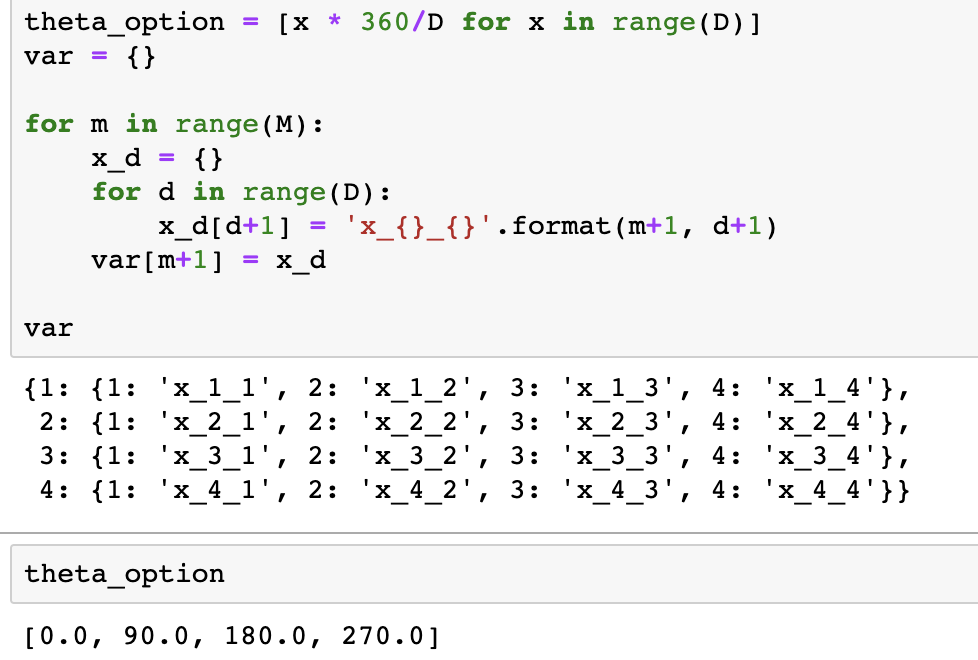 theta_option = [x * 360/D for x in range(D)]
var = {}
for m in range(M):
    x_d = {}
    for d in range(D):
        x_d[d+1] = 'x_{}_{}'.format(m+1, d+1)
    var[m+1] = x_d
var
{1: {1: 'x_1_1', 2: 'x_1_2', 3: 'x_1_3', 4: 'x_1_4'},
 2: {1: 'x_2_1', 2: 'x_2_2', 3: 'x_2_3', 4: 'x_2_4'},
 3: {1: 'x_3_1', 2: 'x_3_2', 3: 'x_3_3', 4: 'x_3_4'},
 4: {1: 'x_4_1', 2: 'x_4_2', 3: 'x_4_3', 4: 'x_4_4'}}
theta_option
[0.0, 90.0, 180.0, 270.0]